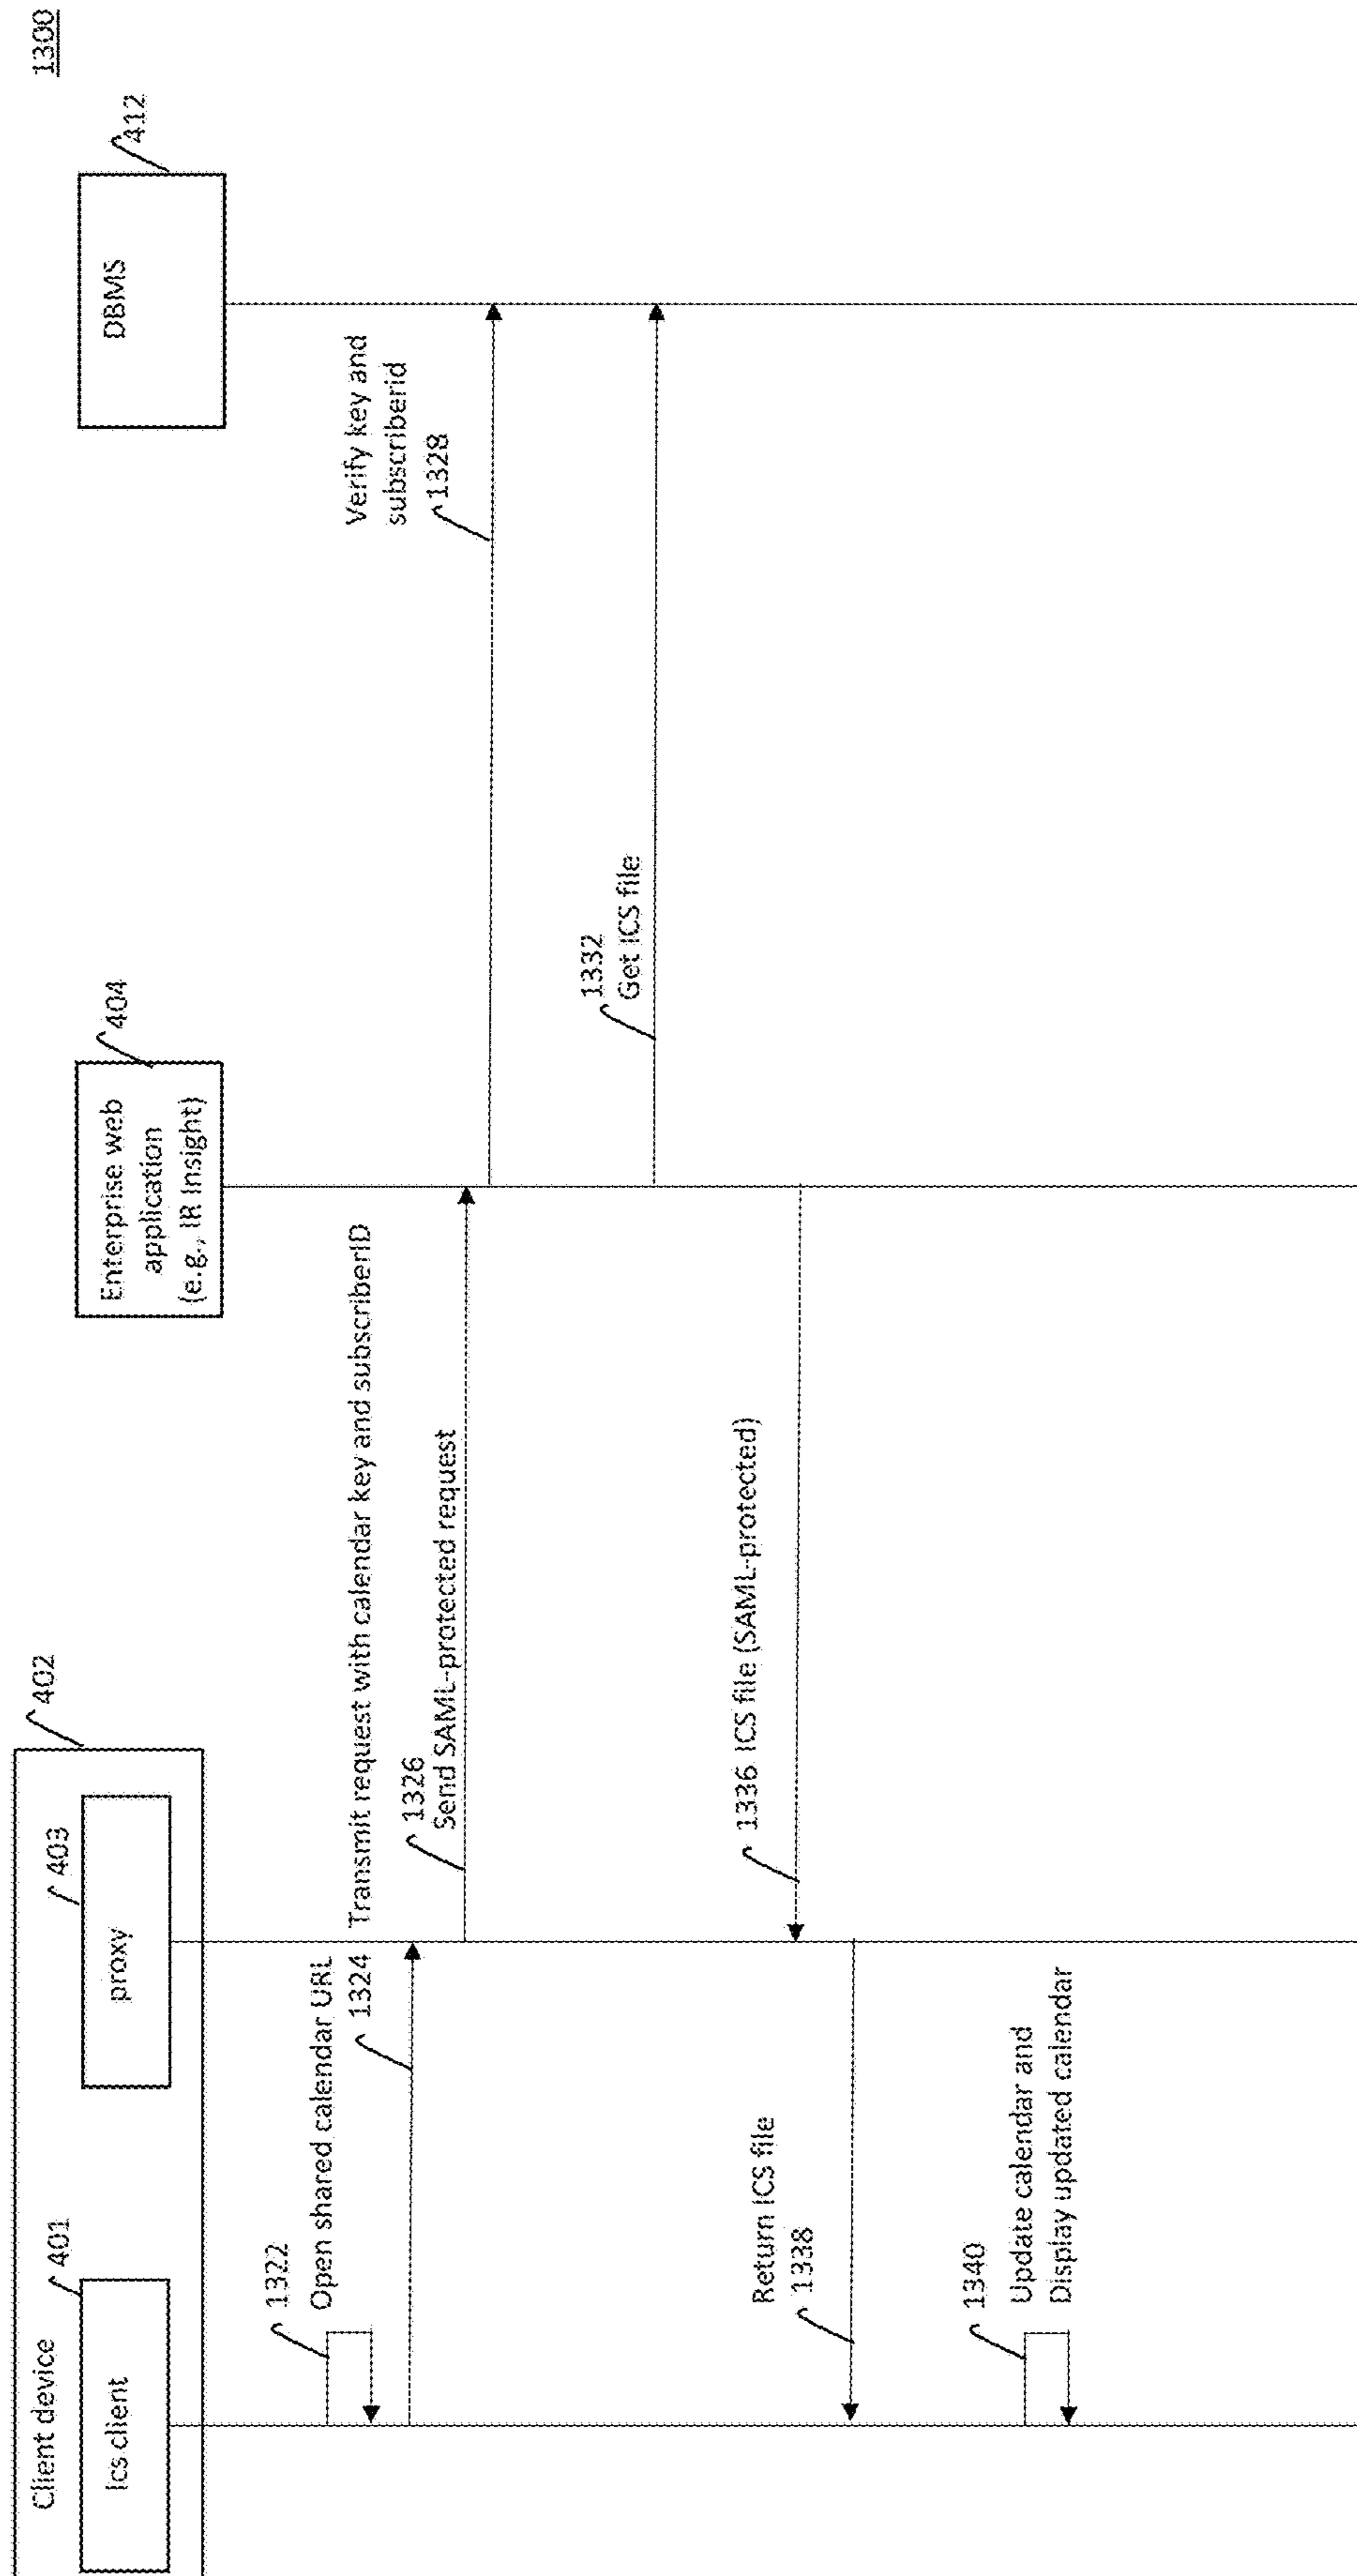 1300
Client device
402
401
Ics client
403
proxy
404
Enterprise web
application
(e.g., IR Insight)
412
DBMS
1322
Open shared calendar URL
1324 Transmit request with calendar key and subscriberID
1326
Send SAML-protected request
Verify key and
subscriberid
1328
1332
Get ICS file
1336 ICS file (SAML-protected)
Return ICS file
1338
1340
Update calendar and
Display updated calendar